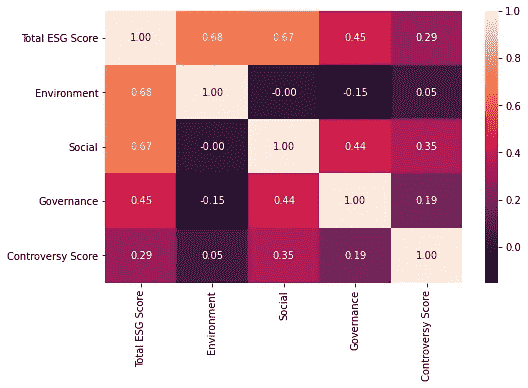 1.0
Total ESG Score 1.00 0.68 0.67 0.45 0.29
0.8
Environment 0.68 1.00 -0.00 -0.15 0.05
0.6
Social 0.67 -0.00 1.00 0.44 0.35
0.4
Governance 0.45 -0.15 0.44 1.00 0.19
0.2
Controversy Score 0.29 0.05 0.35 0.19 1.00
0.0
Total ESG Score
Environment
Social
Governance
Controversy Score